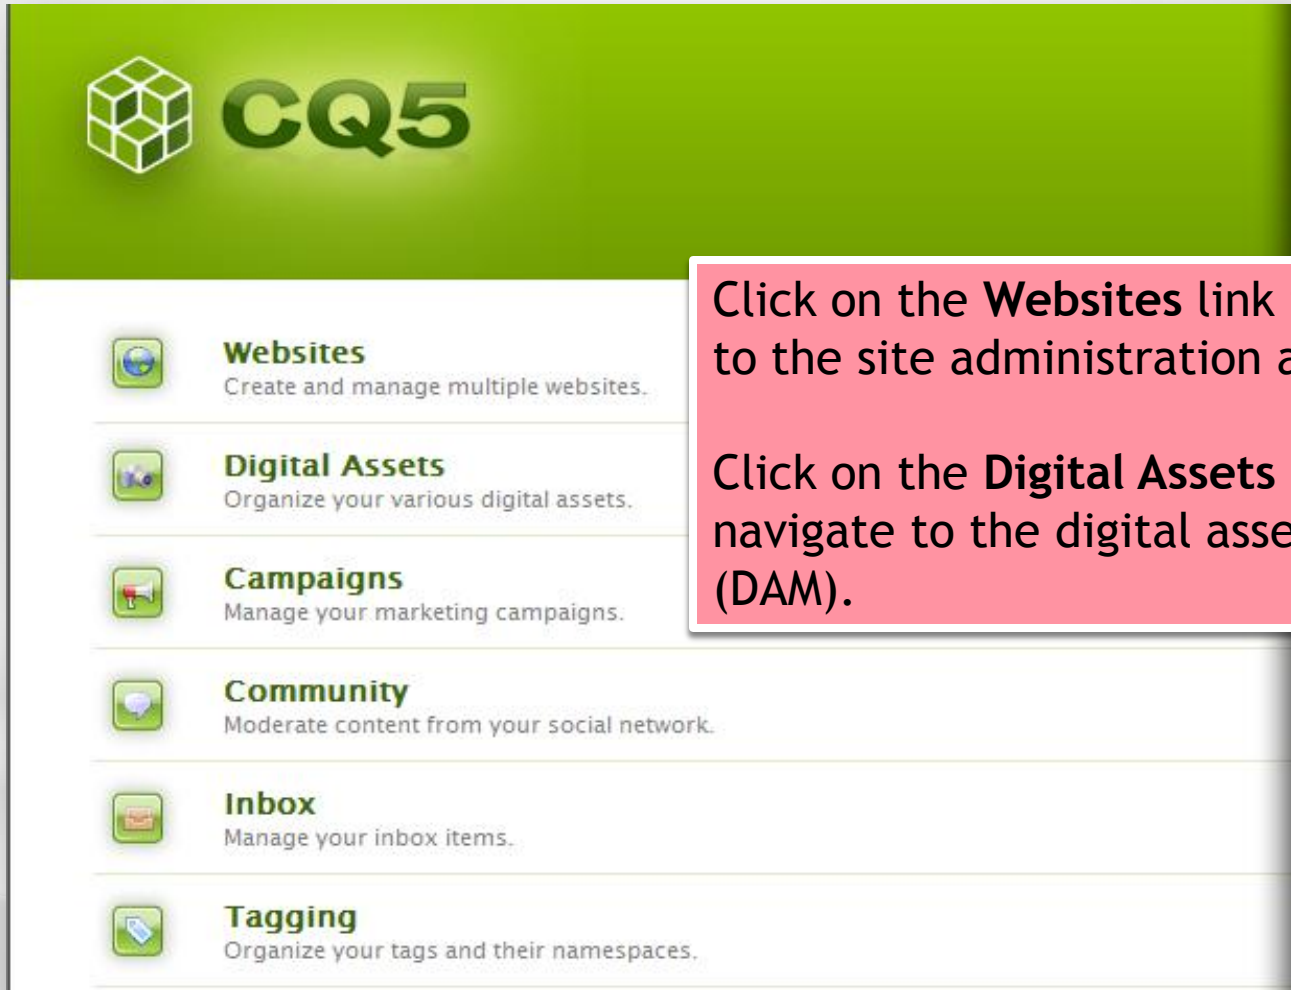 CQ5
Websites
Create and manage multiple websites.
Digital Assets
Organize your various digital assets.
Campaigns
Manage your marketing campaigns.
Community
Moderate content from your social network.
Inbox
Manage your inbox items.
Tagging
Organize your tags and their namespaces.
Click on the Websites link
to the site administration
Click on the Digital Assets
navigate to the digital
(DAM).